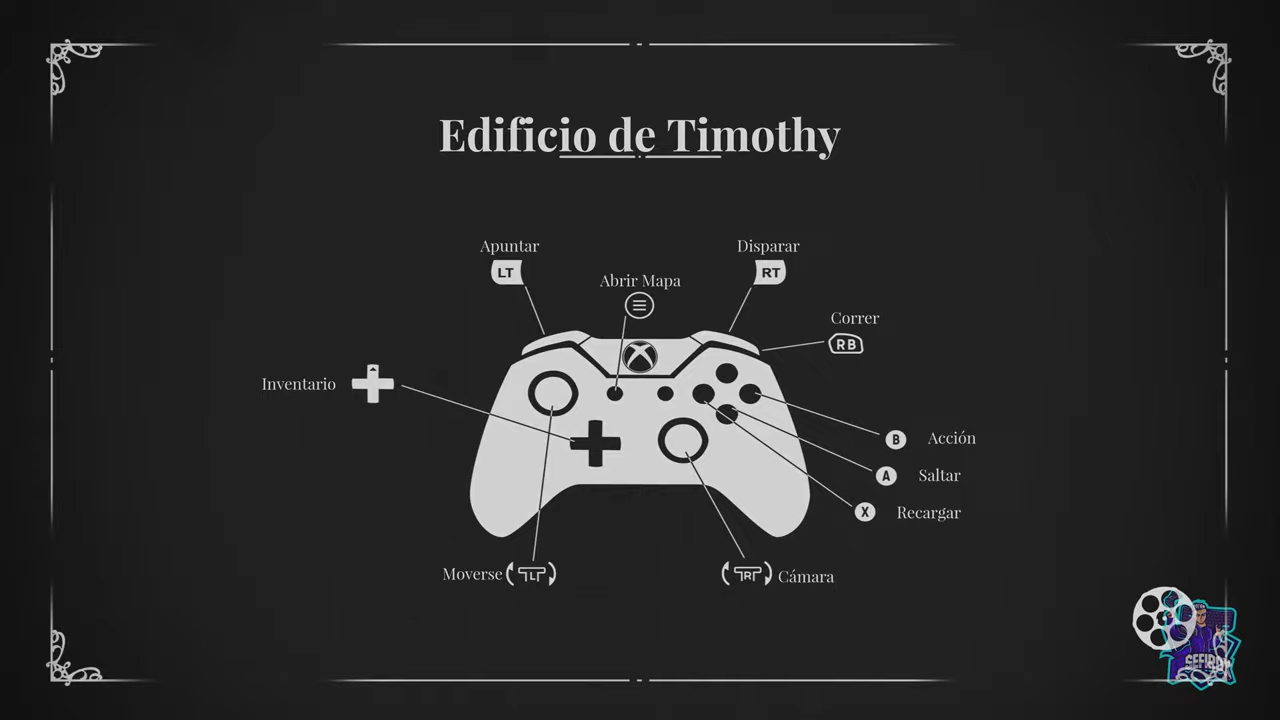 Edificio de Timothy
Apuntar
LT
Disparar
RT
Abrir Mapa
Correr
RB
Inventario
B Acción
A Saltar
X Recargar
Moverse L
R Cámara